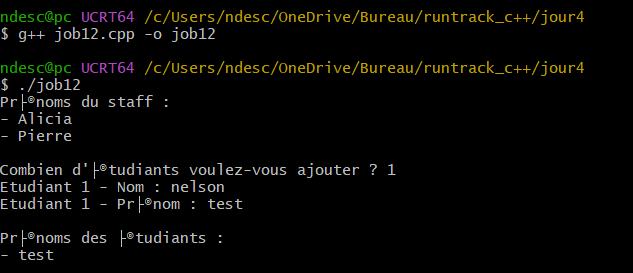 ndesc@pc UCRT64 /c/Users/ndesc/OneDrive/Bureau/runtrack_c++/jour4
$ g++ job12.cpp -o job12
ndesc@pc UCRT64 /c/Users/ndesc/OneDrive/Bureau/runtrack_c++/jour4
$ ./job12
Pr├®noms du staff :
- Alicia
- Pierre
Combien d'├®tudiants voulez-vous ajouter ? 1
Etudiant 1 - Nom : nelson
Etudiant 1 - Pr├®nom : test
Pr├®noms des ├®tudiants :
- test